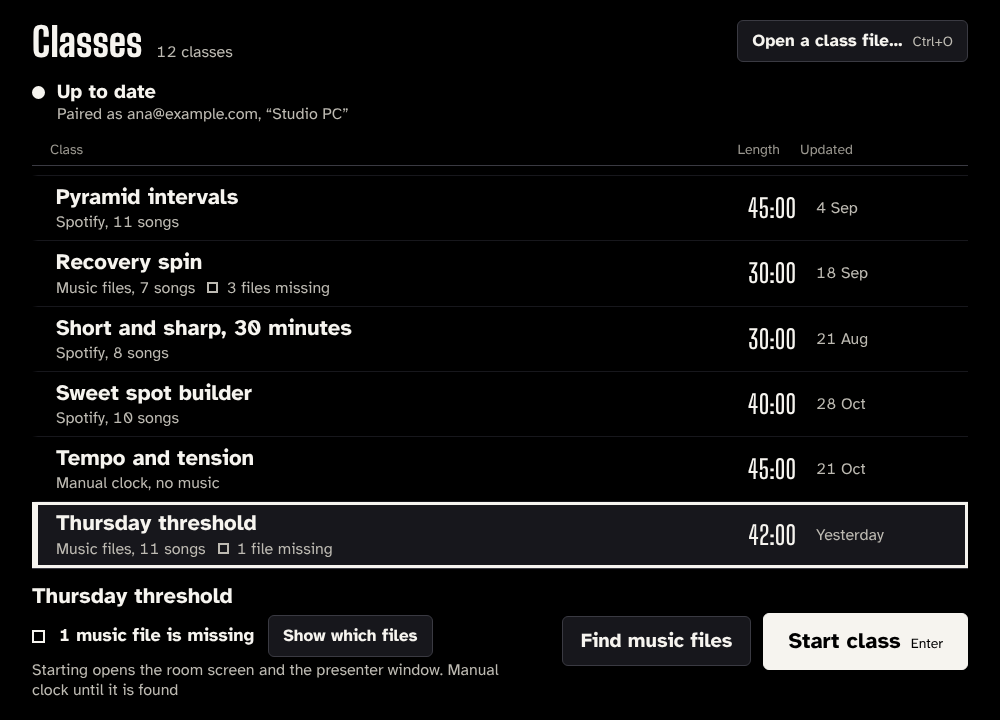 Classes 12 classes
Open a class file... Ctrl+O
Up to date
Paired as ana@example.com, “Studio PC”
Class Length Updated
Pyramid intervals
Spotify, 11 songs
45:00 4 Sep
Recovery spin
Music files, 7 songs 3 files missing
30:00 18 Sep
Short and sharp, 30 minutes
Spotify, 8 songs
30:00 21 Aug
Sweet spot builder
Spotify, 10 songs
40:00 28 Oct
Tempo and tension
Manual clock, no music
45:00 21 Oct
Thursday threshold
Music files, 11 songs 1 file missing
42:00 Yesterday
Thursday threshold
1 music file is missing Show which files
Starting opens the room screen and the presenter window. Manual
clock until it is found
Find music files
Start class Enter